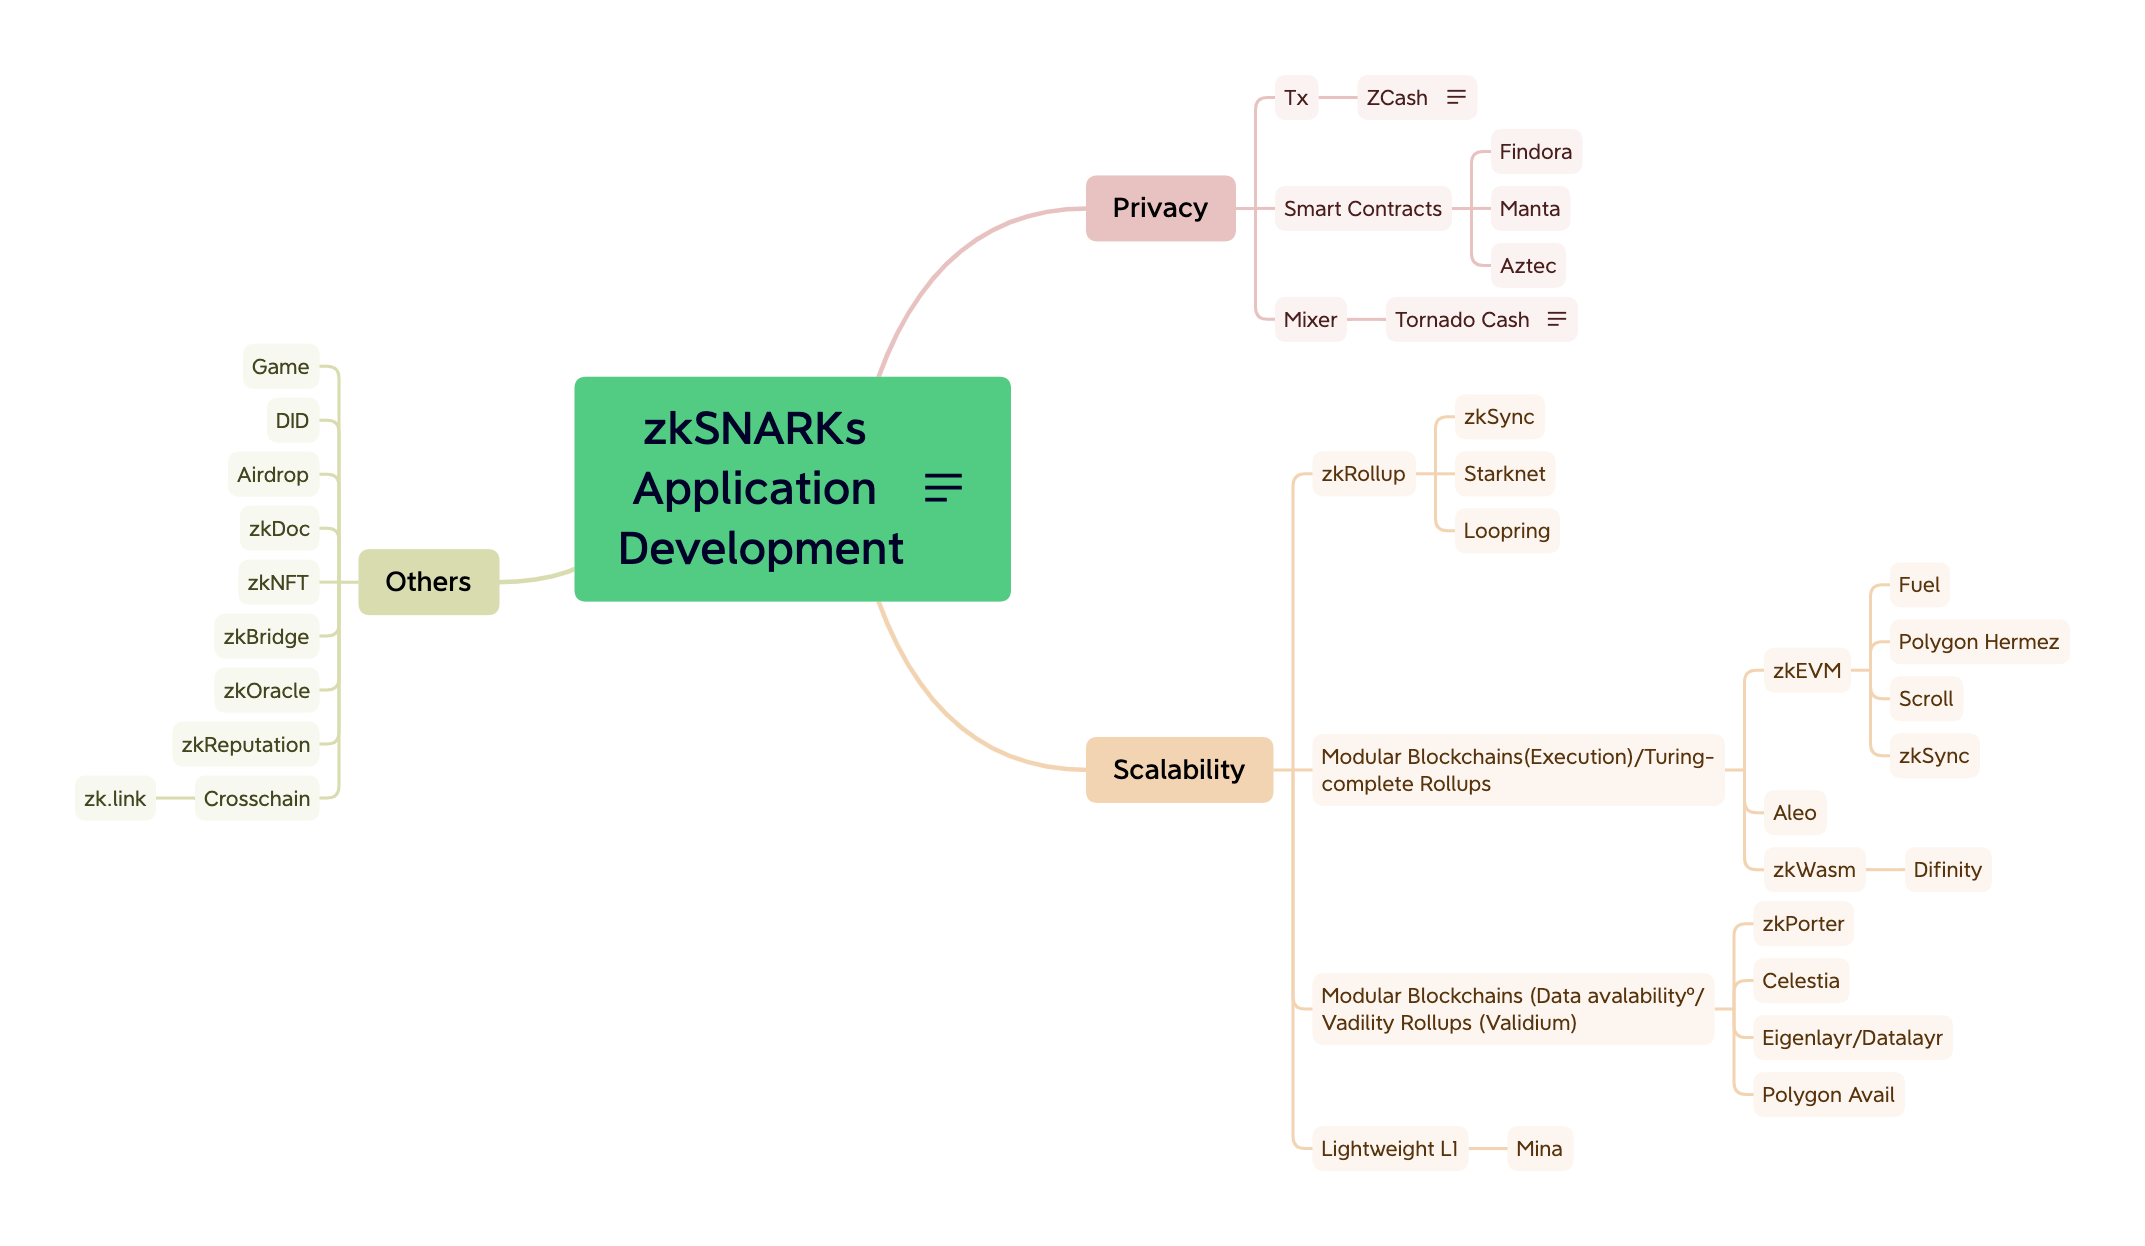 zkSNARKs
Application
Development
Privacy
Tx
ZCash
Smart Contracts
Findora
Manta
Aztec
Mixer
Tornado Cash
Scalability
zkRollup
zkSync
Starknet
Loopring
Modular Blockchains(Execution)/Turing-
complete Rollups
zkEVM
Fuel
Polygon Hermez
Scroll
zkSync
Aleo
zkWasm
Difinity
Modular Blockchains (Data avalabilityº/
Vadility Rollups (Validium)
zkPorter
Celestia
Eigenlayr/Datalayr
Polygon Avail
Lightweight L1
Mina
Others
Game
DID
Airdrop
zkDoc
zkNFT
zkBridge
zkOracle
zkReputation
Crosschain
zk.link